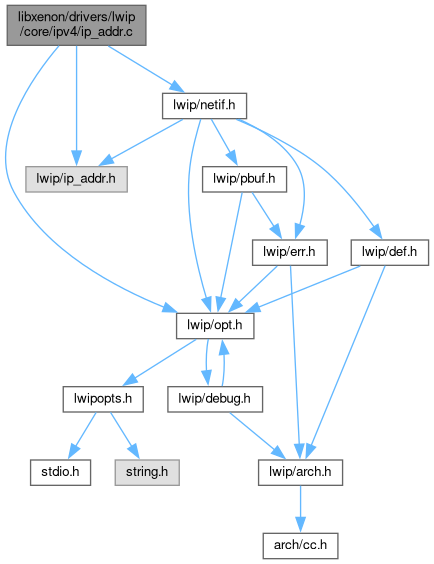 libxenon/drivers/lwip
/core/ipv4/ip_addr.c
lwip/netif.h
lwip/ip_addr.h
lwip/pbuf.h
lwip/err.h
lwip/def.h
lwip/opt.h
lwipopts.h
lwip/debug.h
stdio.h
string.h
lwip/arch.h
arch/cc.h